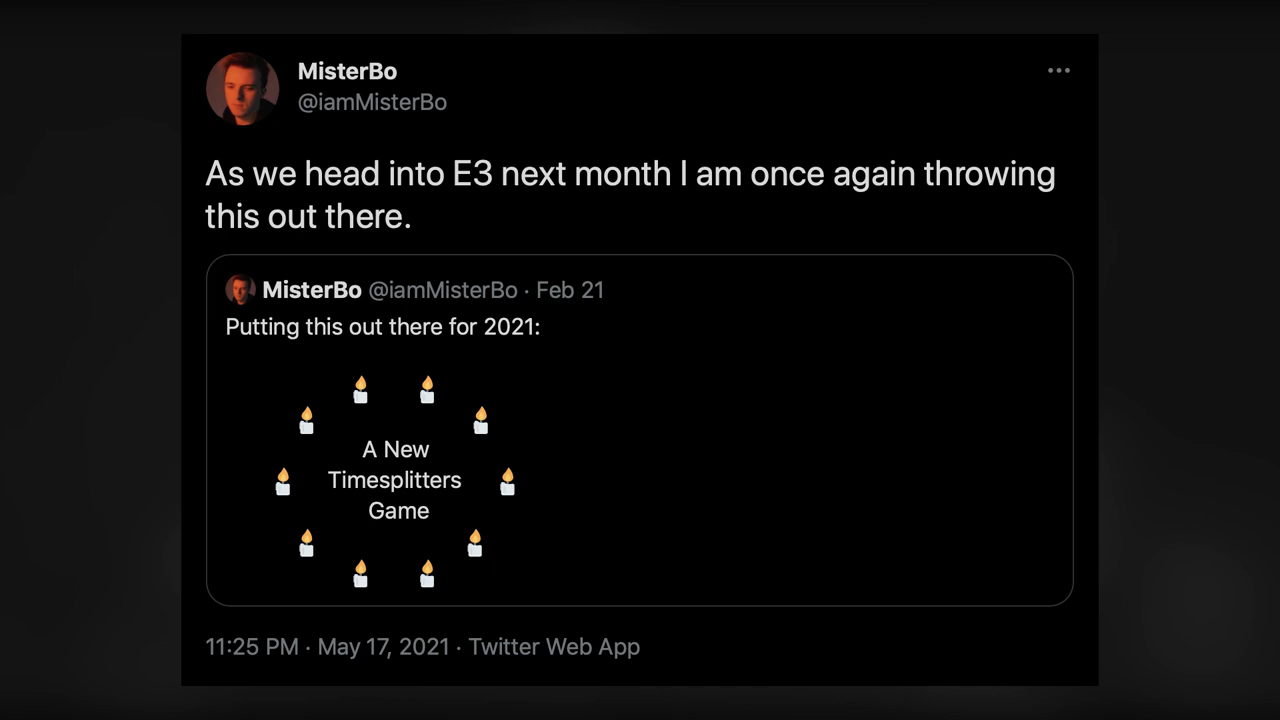 MisterBo
@iamMisterBo
As we head into E3 next month I am once again throwing
this out there.
MisterBo @iamMisterBo · Feb 21
Putting this out there for 2021:
A New
Timesplitters
Game
11:25 PM · May 17, 2021 · Twitter Web App